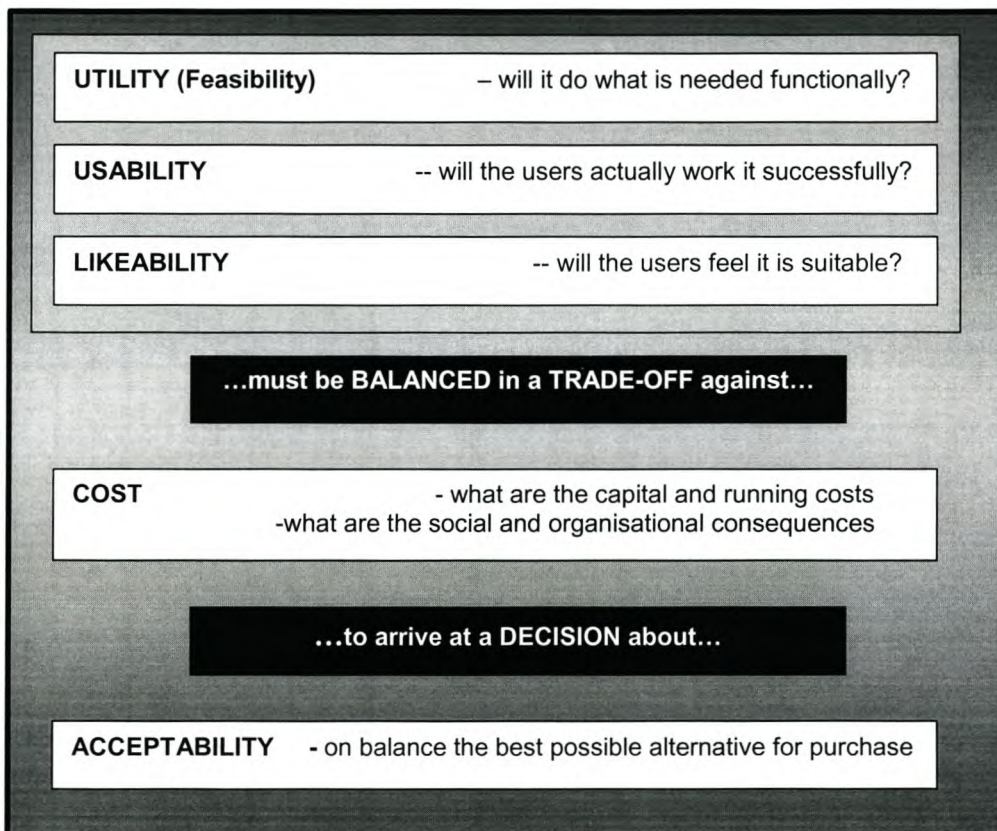 UTILITY (Feasibility) – will it do what is needed functionally?
USABILITY -- will the users actually work it successfully?
LIKEABILITY -- will the users feel it is suitable?
...must be BALANCED in a TRADE-OFF against...
COST - what are the capital and running costs
-what are the social and organisational consequences
...to arrive at a DECISION about...
ACCEPTABILITY - on balance the best possible alternative for purchase